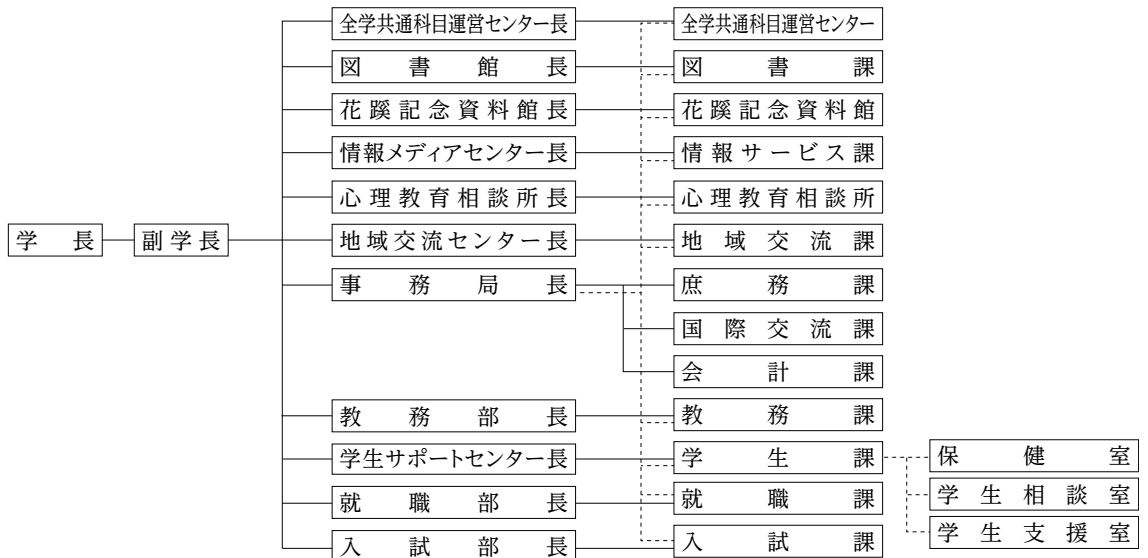 全学共通科目運営センター長 全学共通科目運営センター
図書館長 図書課
花蹊記念資料館長 花蹊記念資料館
情報メディアセンター長 情報サービス課
心理教育相談所長 心理教育相談所
学長 副学長 地域交流センター長 地域交流課
事務局長 庶務課
国際交流課
会計課
教務部長 教務課
学生サポートセンター長 学生課 保健室
就職部長 就職課 学生相談室
入試部長 入試課 学生支援室